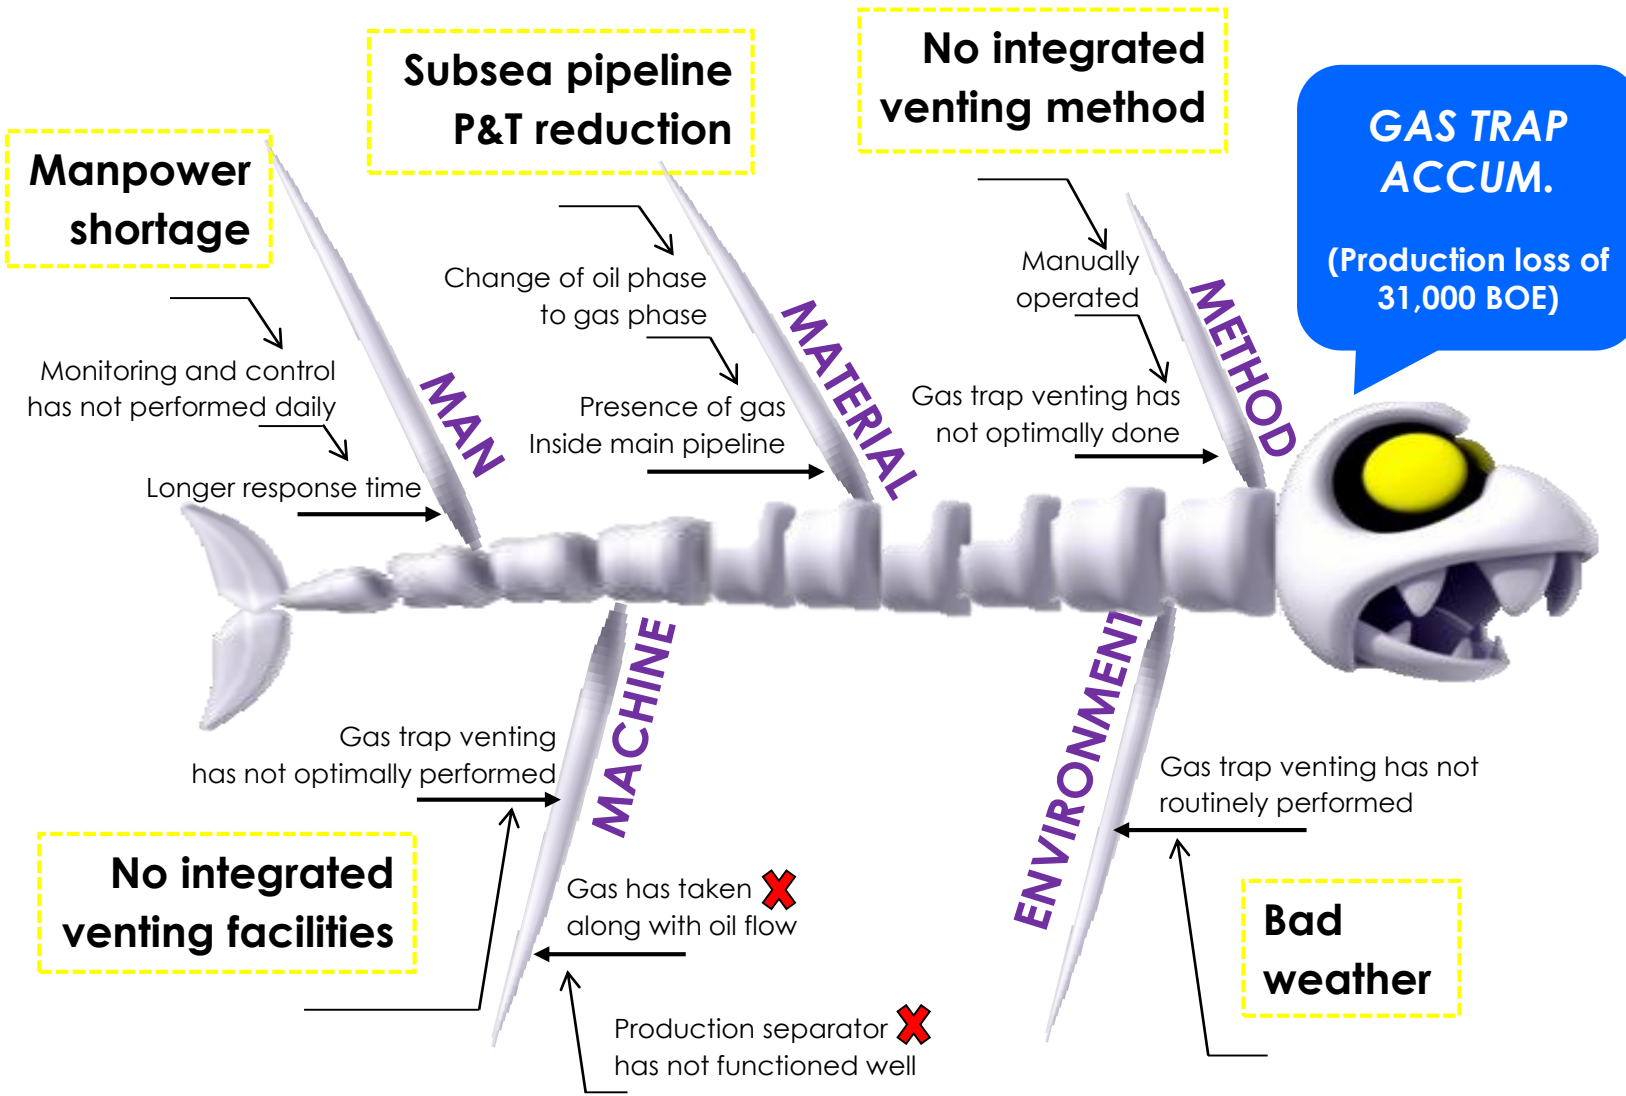 Manpower
shortage
Monitoring and control
has not performed daily
Longer response time
MAN
Subsea pipeline
P&T reduction
Change of oil phase
to gas phase
Presence of gas
Inside main pipeline
MATERIAL
No integrated
venting method
Manually
operated
Gas trap venting has
not optimally done
METHOD
GAS TRAP
ACCUM.
(Production loss of
31,000 BOE)
Gas trap venting
has not optimally performed
MACHINE
No integrated
venting facilities
Gas has taken
along with oil flow
Production separator
has not functioned well
ENVIRONMENT
Gas trap venting has not
routinely performed
Bad
weather